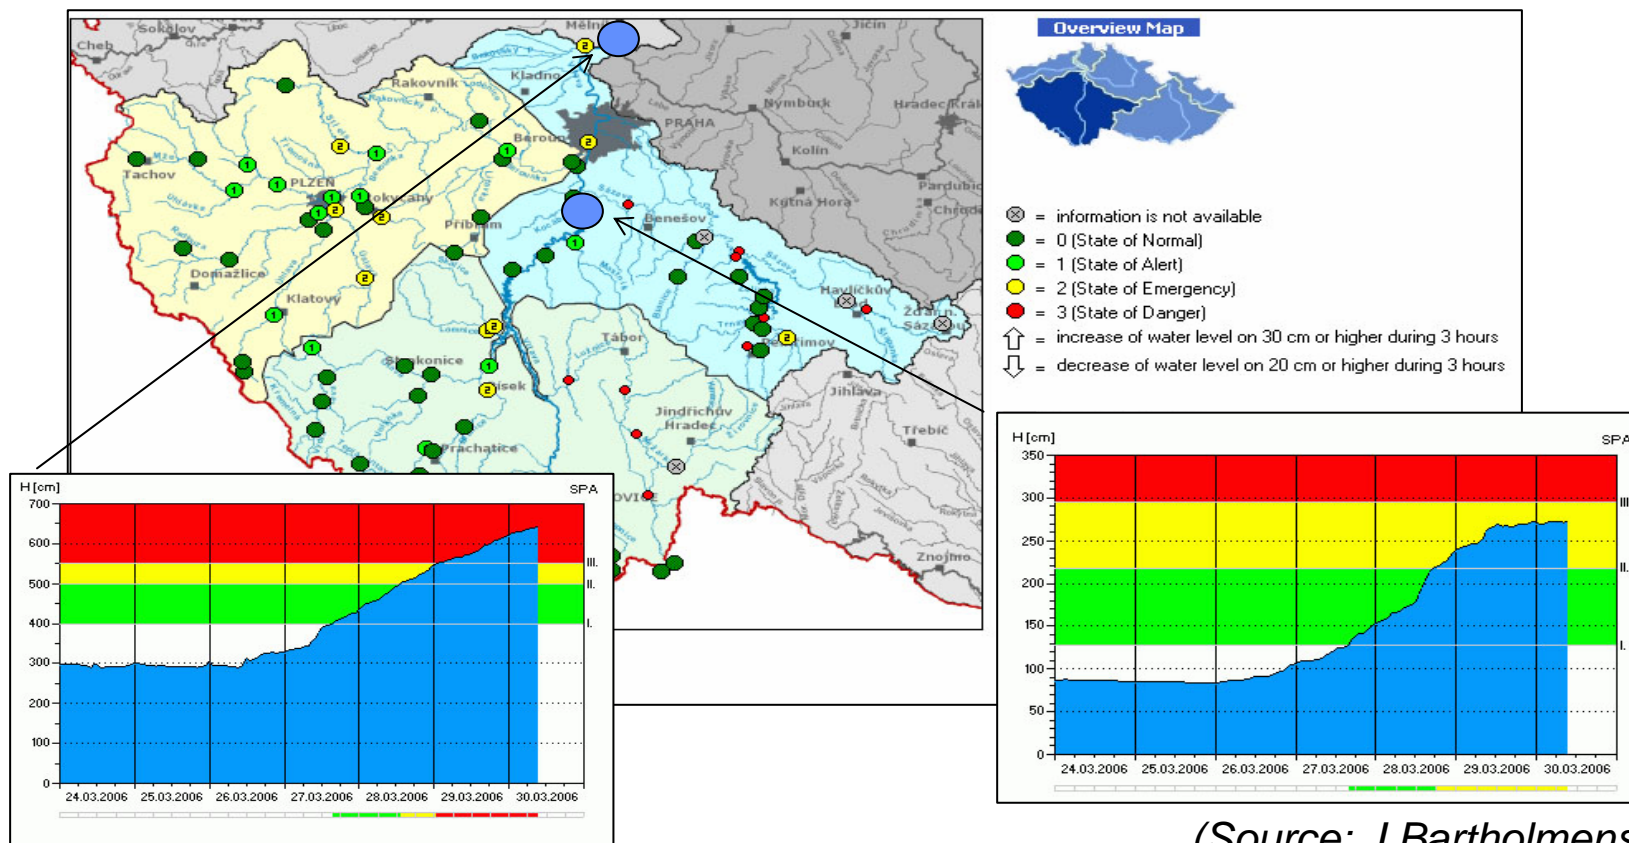 Sokolov
Cheb
Mělník
Jičín
Rakovník
Kladno
Nymburk
Hradec Král
PRAHA
Beroun
Kolín
Tachov
PLZEŇ
Rokycany
Pardubic
Kutná Hora
Chrudim
Příbram
Benešov
Domažlice
Klatovy
Havlíčkův
Brod
Žďár n.
Sázavou
Pelhřimov
Tábor
Strakonice
Písek
Jihlava
Jindřichův
Hradec
Třebíč
Prachatice
OVICE
Znojmo
Overview Map
= information is not available
= 0 (State of Normal)
= 1 (State of Alert)
= 2 (State of Emergency)
= 3 (State of Danger)
= increase of water level on 30 cm or higher during 3 hours
= decrease of water level on 20 cm or higher during 3 hours
H [cm] SPA
700
600
III.
500 II.
400 I.
300
200
100
0
24.03.2006 25.03.2006 26.03.2006 27.03.2006 28.03.2006 29.03.2006 30.03.2006
H [cm] SPA
350
300 III
250
II.
200
150
I.
100
50
0
24.03.2006 25.03.2006 26.03.2006 27.03.2006 28.03.2006 29.03.2006 30.03.2006
(Source: J.Bartholmens